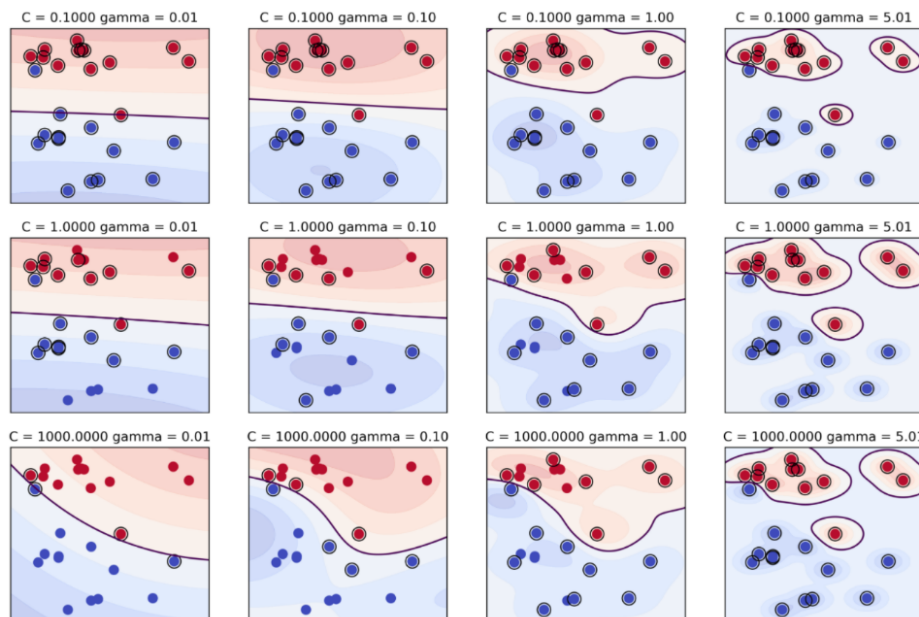 C = 0.1000 gamma = 0.01
C = 0.1000 gamma = 0.10
C = 0.1000 gamma = 1.00
C = 0.1000 gamma = 5.01
C = 1.0000 gamma = 0.01
C = 1.0000 gamma = 0.10
C = 1.0000 gamma = 1.00
C = 1.0000 gamma = 5.01
C = 1000.0000 gamma = 0.01
C = 1000.0000 gamma = 0.10
C = 1000.0000 gamma = 1.00
C = 1000.0000 gamma = 5.01